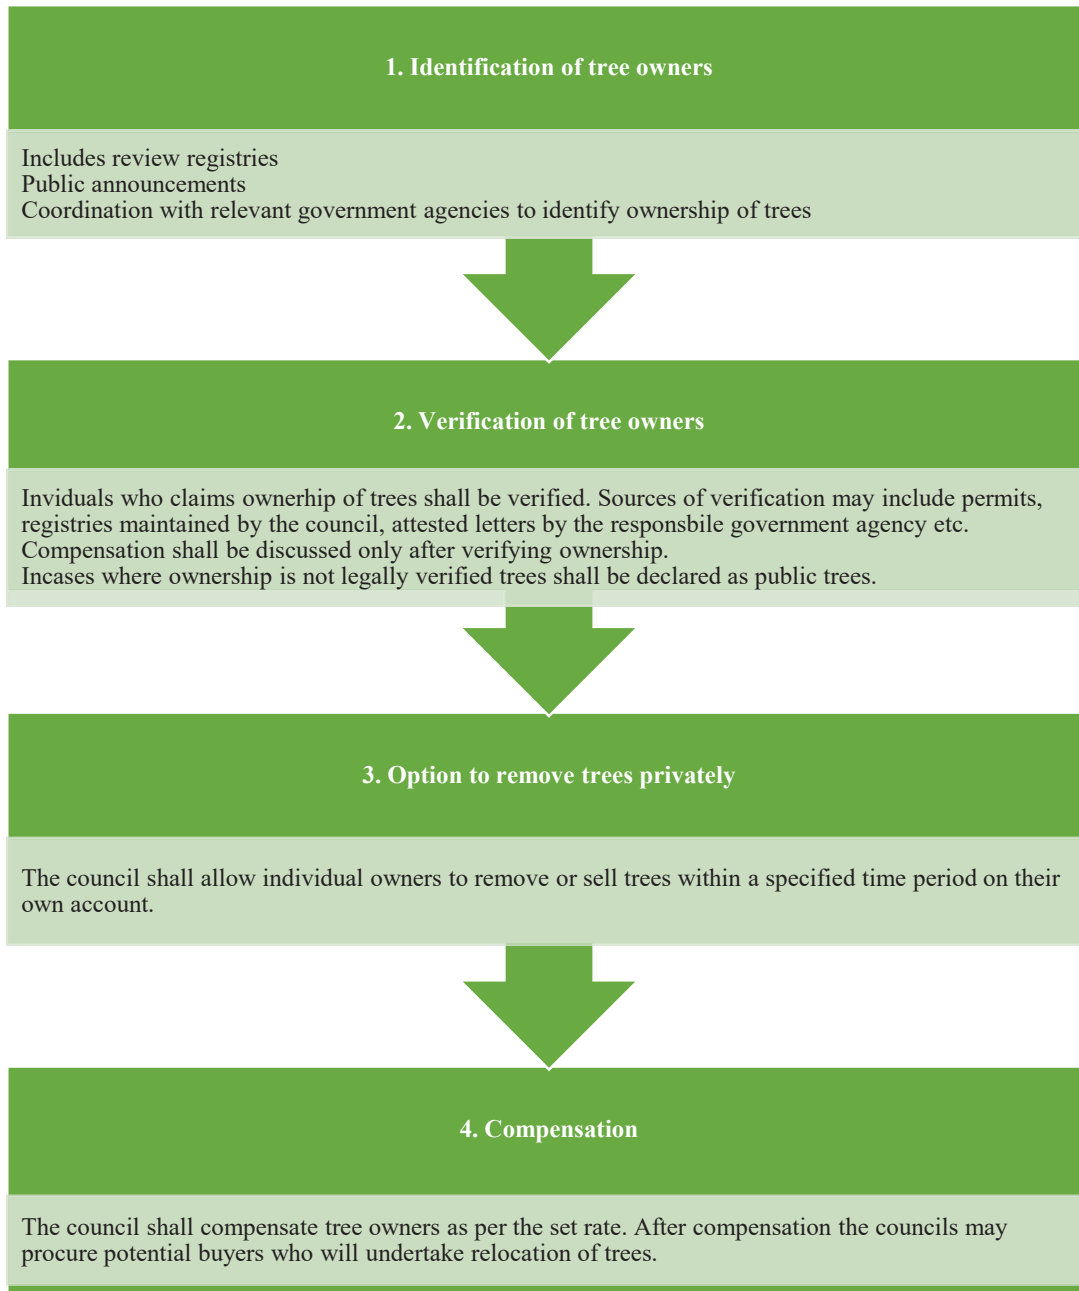 1. Identification of tree owners
Includes review registries
Public announcements
Coordination with relevant government agencies to identify ownership of trees
2. Verification of tree owners
Inviduals who claims ownerhip of trees shall be verified. Sources of verification may include permits,
registries maintained by the council, attested letters by the responsbile government agency etc.
Compensation shall be discussed only after verifying ownership.
Incases where ownership is not legally verified trees shall be declared as public trees.
3. Option to remove trees privately
The council shall allow individual owners to remove or sell trees within a specified time period on their
own account.
4. Compensation
The council shall compensate tree owners as per the set rate. After compensation the councils may
procure potential buyers who will undertake relocation of trees.